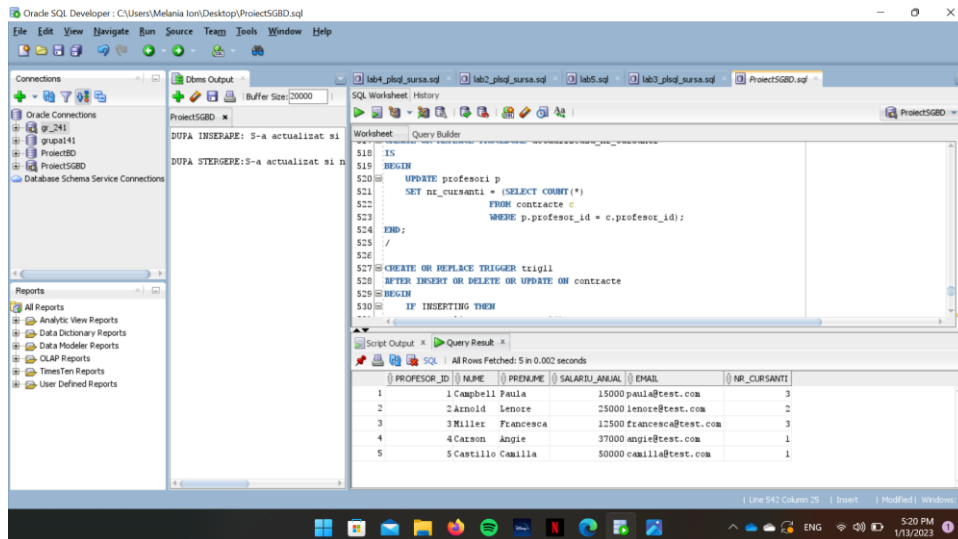 Oracle SQL Developer : C:\Users\Melania Ion\Desktop\ProiectSGBD.sql
File Edit View Navigate Run Source Team Tools Window Help
Connections
Oracle Connections
gr_241
grupa141
ProiectBD
ProiectSGBD
Database Schema Service Connections
Reports
All Reports
Analytic View Reports
Data Dictionary Reports
Data Modeler Reports
OLAP Reports
TimesTen Reports
User Defined Reports
Dbms Output
Buffer Size: 20000
ProiectSGBD
DUPA INSERARE: S-a actualizat si
DUPA STERGERE:S-a actualizat si n
lab4_plsql_sursa.sql lab2_plsql_sursa.sql lab5.sql lab3_plsql_sursa.sql ProiectSGBD.sql
SQL Worksheet History
ProiectSGBD
Worksheet Query Builder
518 IS
519 BEGIN
520 UPDATE profesori p
521 SET nr_cursanti = (SELECT COUNT(*)
522 FROM contracte c
523 WHERE p.profesor_id = c.profesor_id);
524 END;
525 /
526
527 CREATE OR REPLACE TRIGGER trig11
528 AFTER INSERT OR DELETE OR UPDATE ON contracte
529 BEGIN
530 IF INSERTING THEN
Script Output Query Result
SQL | All Rows Fetched: 5 in 0.002 seconds
PROFESOR_ID NUME PRENUME SALARIU_ANUAL EMAIL NR_CURSANTI
1 1 Campbell Paula 15000 paula@test.com 3
2 2 Arnold Lenore 25000 lenore@test.com 2
3 3 Miller Francesca 12500 francesca@test.com 3
4 4 Carson Angie 37000 angie@test.com 1
5 5 Castillo Camilla 50000 camilla@test.com 1
| Line 542 Column 25 | Insert | Modified | Windows:
ENG
5:20 PM
1/13/2023
1